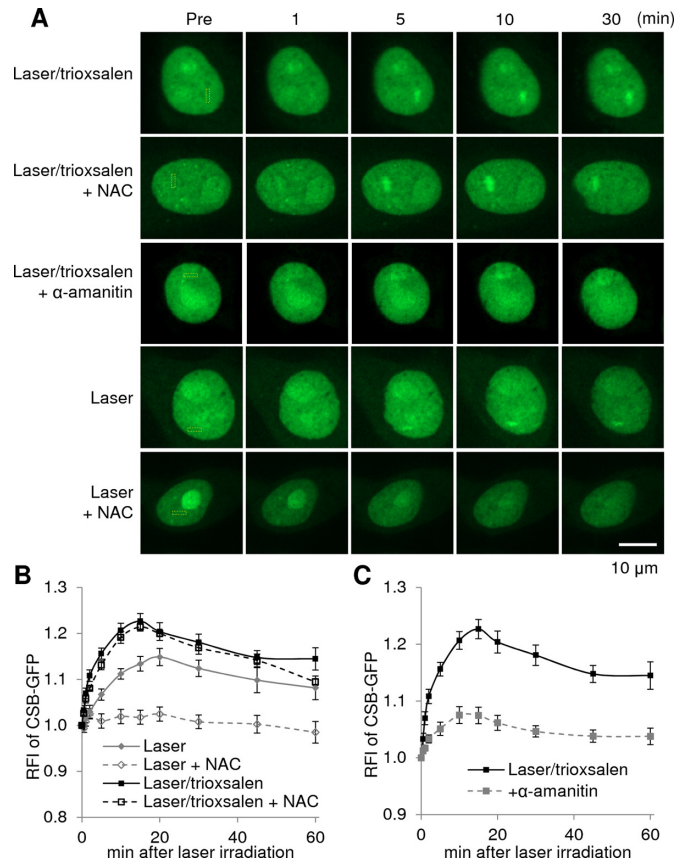 A
Pre 1 5 10 30 (min)
Laser/trioxsalen
Laser/trioxsalen
+ NAC
Laser/trioxsalen
+ α-amanitin
Laser
Laser
+ NAC
10 µm
B
RFI of CSB-GFP
1.3
1.2
1.1
1.0
0.9
0.8
Laser
Laser + NAC
Laser/trioxsalen
Laser/trioxsalen + NAC
0 20 40 60
min after laser irradiation
C
RFI of CSB-GFP
1.3
1.2
1.1
1.0
0.9
Laser/trioxsalen
+α-amanitin
0 20 40 60
min after laser irradiation